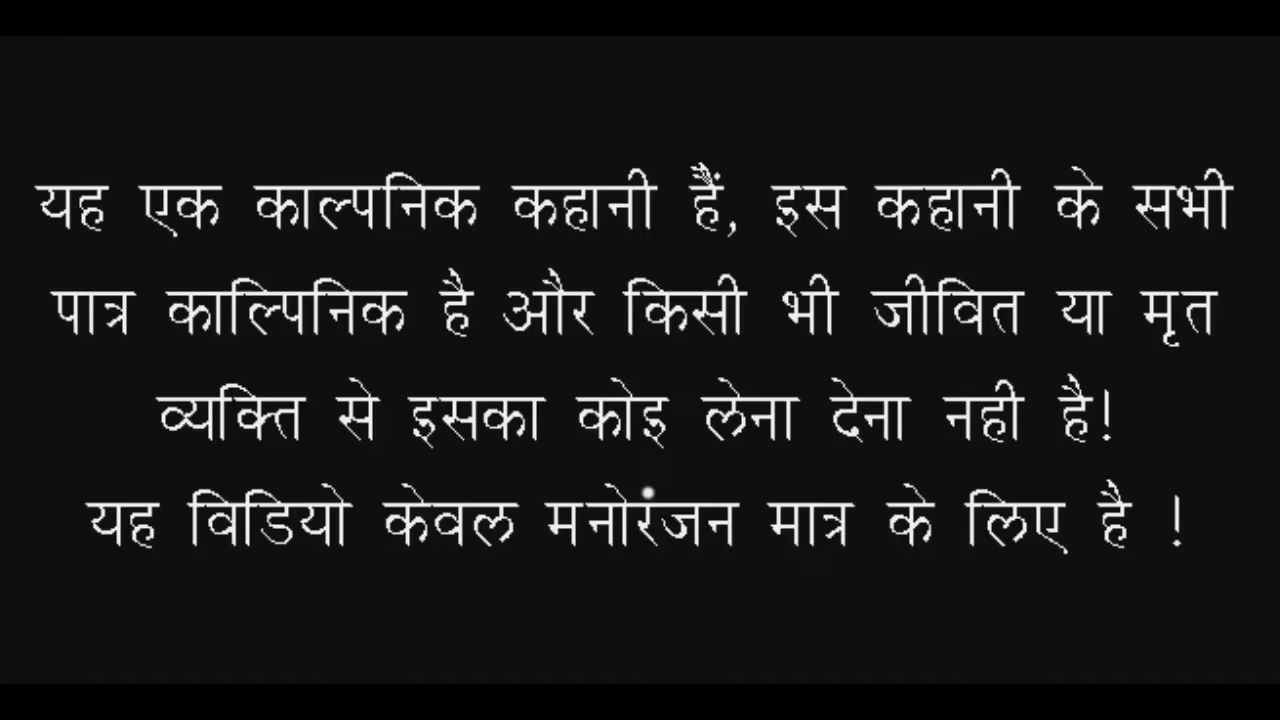 यह एक काल्पनिक कहानी हैं, इस कहानी के सभी
पात्र काल्पिनिक है और किसी भी जीवित या मृत
व्यक्ति से इसका कोइ लेना देना नही है!
यह विडियो केवल मनोरंजन मात्र के लिए है !